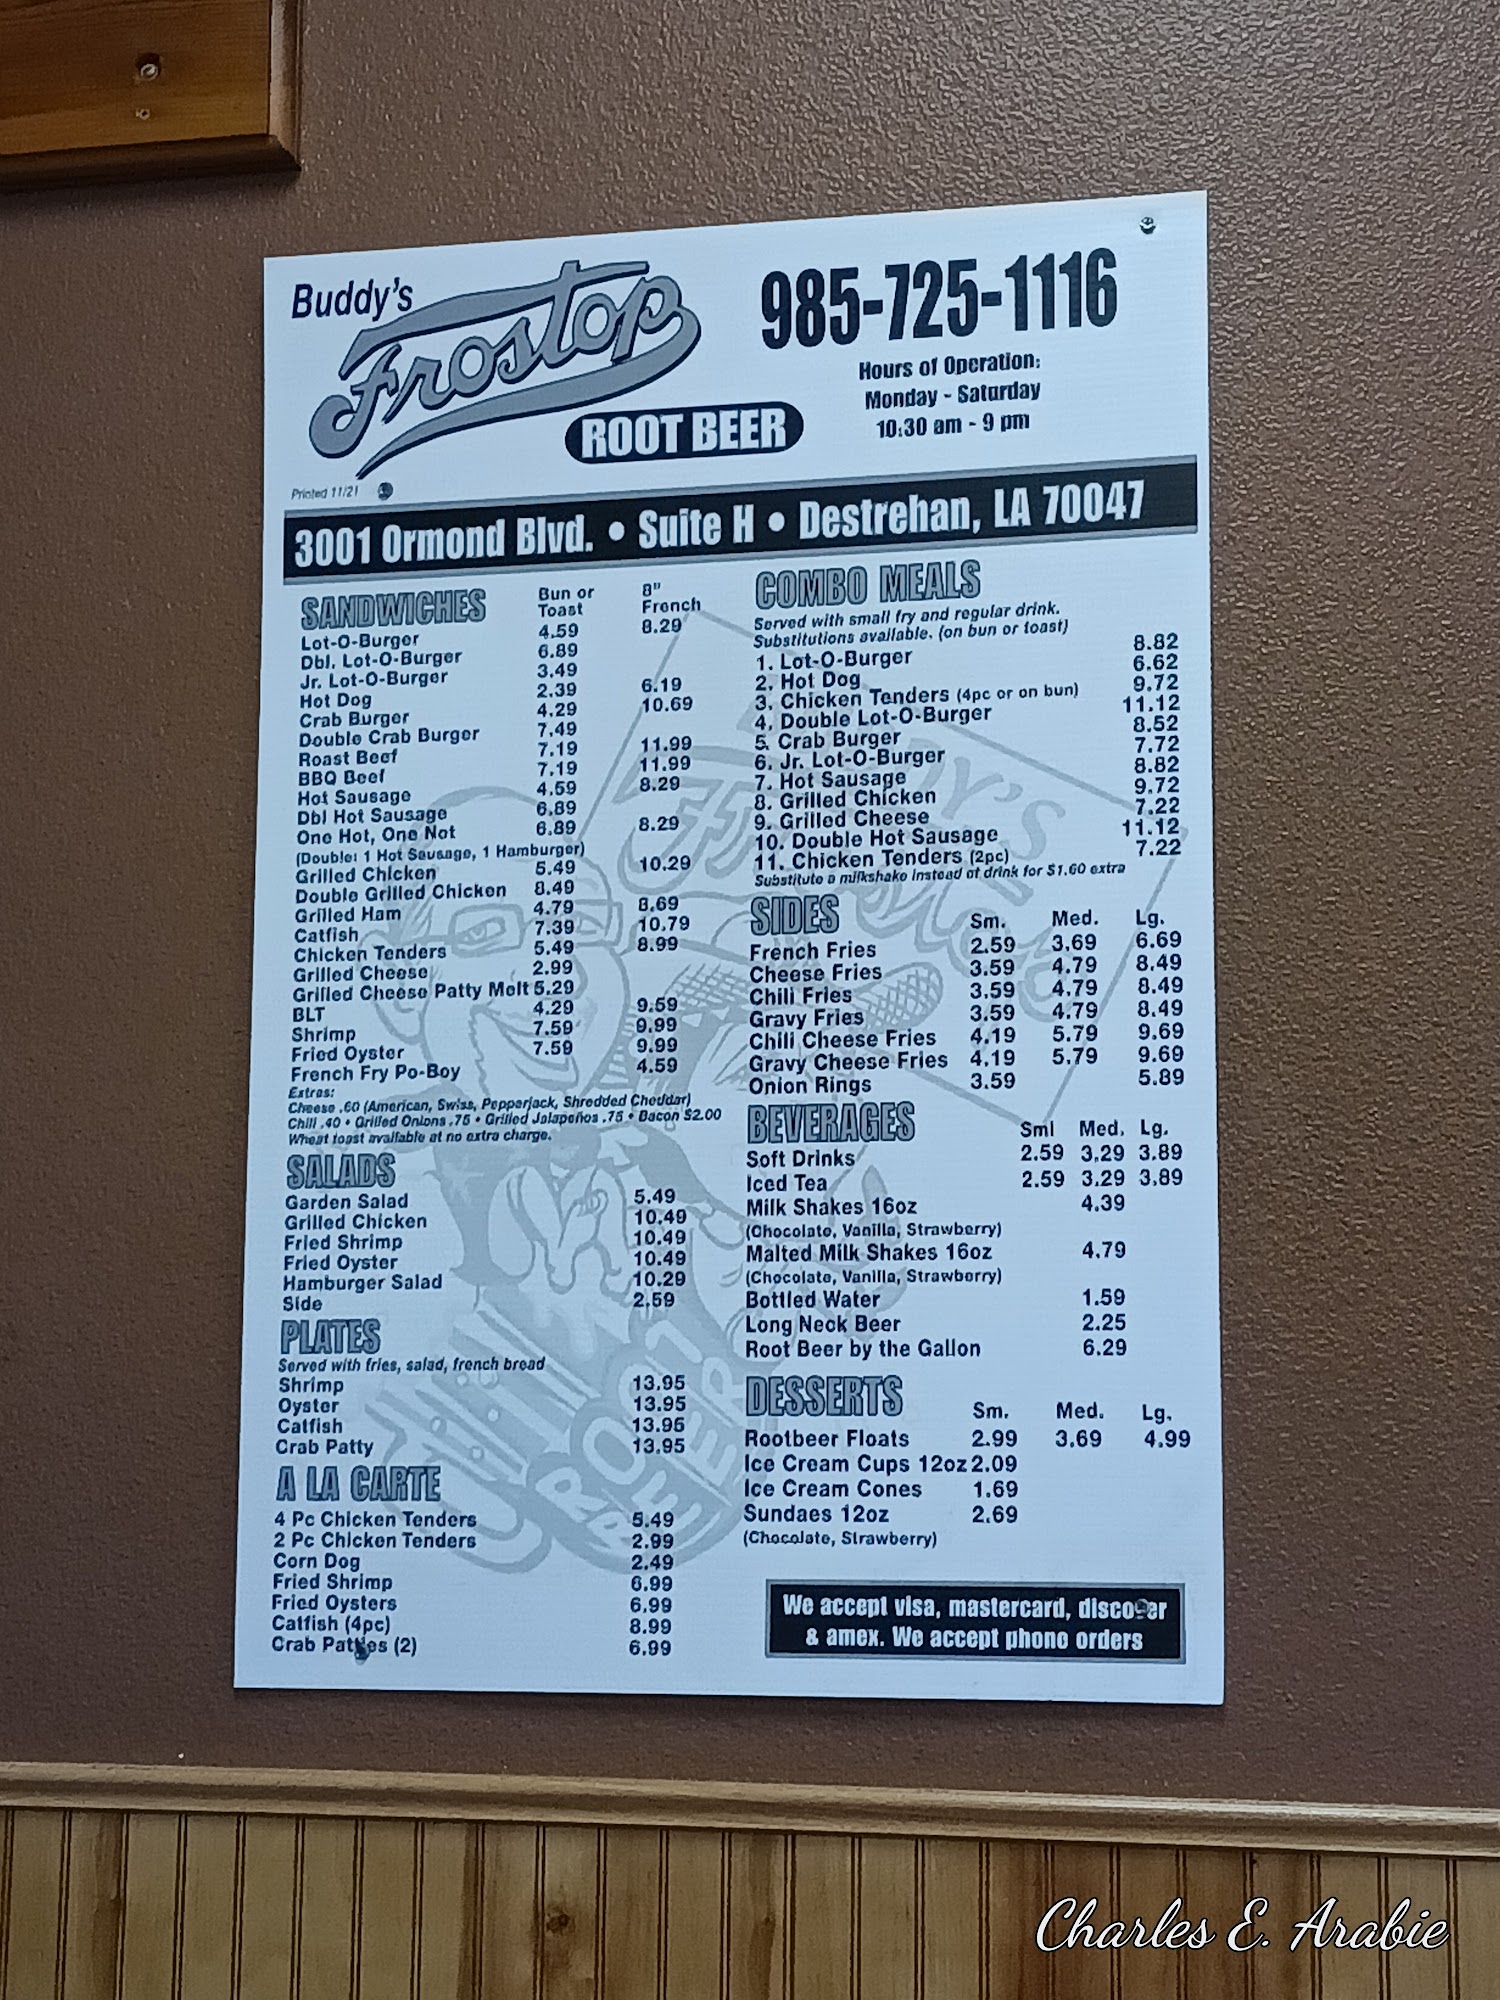 Buddy's
Frostop
ROOT BEER
Printed 11/21
985-725-1116
Hours of Operation:
Monday - Saturday
10:30 am - 9 pm
3001 Ormond Blvd. • Suite H • Destrehan, LA 70047
SANDWICHES Bun or Toast 8" French
Lot-O-Burger 4.59 8.29
Dbl. Lot-O-Burger 6.89
Jr. Lot-O-Burger 3.49
Hot Dog 2.39 6.19
Crab Burger 4.29 10.69
Double Crab Burger 7.49
Roast Beef 7.19 11.99
BBQ Beef 7.19 11.99
Hot Sausage 4.59 8.29
Dbl Hot Sausage 6.89
One Hot, One Not 6.89 8.29
(Double: 1 Hot Sausage, 1 Hamburger)
Grilled Chicken 5.49 10.29
Double Grilled Chicken 8.49
Grilled Ham 4.79 8.69
Catfish 7.39 10.79
Chicken Tenders 5.49 8.99
Grilled Cheese 2.99
Grilled Cheese Patty Melt 5.29
BLT 4.29 9.59
Shrimp 7.59 9.99
Fried Oyster 7.59 9.99
French Fry Po-Boy 4.59
Extras:
Cheese .60 (American, Swiss, Pepperjack, Shredded Cheddar)
Chili .40 • Grilled Onions .75 • Grilled Jalapeños .75 • Bacon $2.00
Wheat toast available at no extra charge.
SALADS
Garden Salad 5.49
Grilled Chicken 10.49
Fried Shrimp 10.49
Fried Oyster 10.49
Hamburger Salad 10.29
Side 2.59
PLATES
Served with fries, salad, french bread
Shrimp 13.95
Oyster 13.95
Catfish 13.95
Crab Patty 13.95
A LA CARTE
4 Pc Chicken Tenders 5.49
2 Pc Chicken Tenders 2.99
Corn Dog 2.49
Fried Shrimp 6.99
Fried Oysters 6.99
Catfish (4pc) 8.99
Crab Patties (2) 6.99
COMBO MEALS
Served with small fry and regular drink.
Substitutions available. (on bun or toast)
1. Lot-O-Burger 8.82
2. Hot Dog 6.62
3. Chicken Tenders (4pc or on bun) 9.72
4. Double Lot-O-Burger 11.12
5. Crab Burger 8.52
6. Jr. Lot-O-Burger 7.72
7. Hot Sausage 8.82
8. Grilled Chicken 9.72
9. Grilled Cheese 7.22
10. Double Hot Sausage 11.12
11. Chicken Tenders (2pc) 7.22
Substitute a milkshake instead of drink for $1.60 extra
SIDES Sm. Med. Lg.
French Fries 2.59 3.69 6.69
Cheese Fries 3.59 4.79 8.49
Chili Fries 3.59 4.79 8.49
Gravy Fries 3.59 4.79 8.49
Chili Cheese Fries 4.19 5.79 9.69
Gravy Cheese Fries 4.19 5.79 9.69
Onion Rings 3.59 5.89
BEVERAGES Sml Med. Lg.
Soft Drinks 2.59 3.29 3.89
Iced Tea 2.59 3.29 3.89
Milk Shakes 16oz 4.39
(Chocolate, Vanilla, Strawberry)
Malted Milk Shakes 16oz 4.79
(Chocolate, Vanilla, Strawberry)
Bottled Water 1.59
Long Neck Beer 2.25
Root Beer by the Gallon 6.29
DESSERTS Sm. Med. Lg.
Rootbeer Floats 2.99 3.69 4.99
Ice Cream Cups 12oz 2.09
Ice Cream Cones 1.69
Sundaes 12oz 2.69
(Chocolate, Strawberry)
We accept visa, mastercard, discover
& amex. We accept phone orders
BUDDY'S
Frostop
ROOT
BEER
Charles E. Arabie